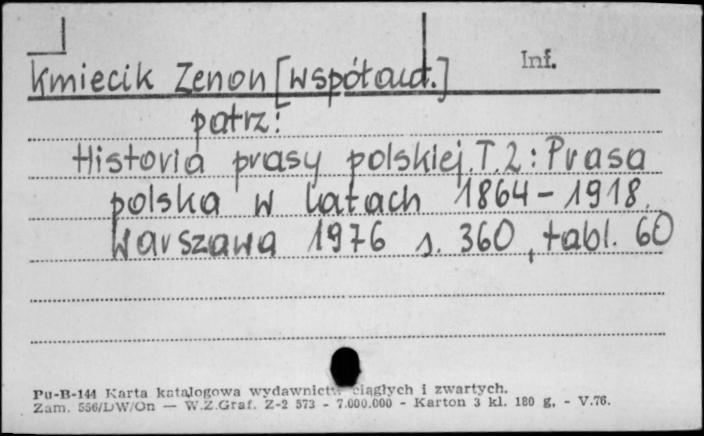 Inf.
Kmiecik Zenon [współaut.]
patrz:
Historia prasy polskiej. T. 2: Prasa
polska w latach 1864-1918.
Warszawa 1976 s. 360, tabl. 60
Pu-B-144 Karta katalogowa wydawnictw ciągłych i zwartych.
Zam. 556/DW/On — W.Z.Graf. Z-2 573 - 7.000.000 - Karton 3 kl. 180 g. - V.76.